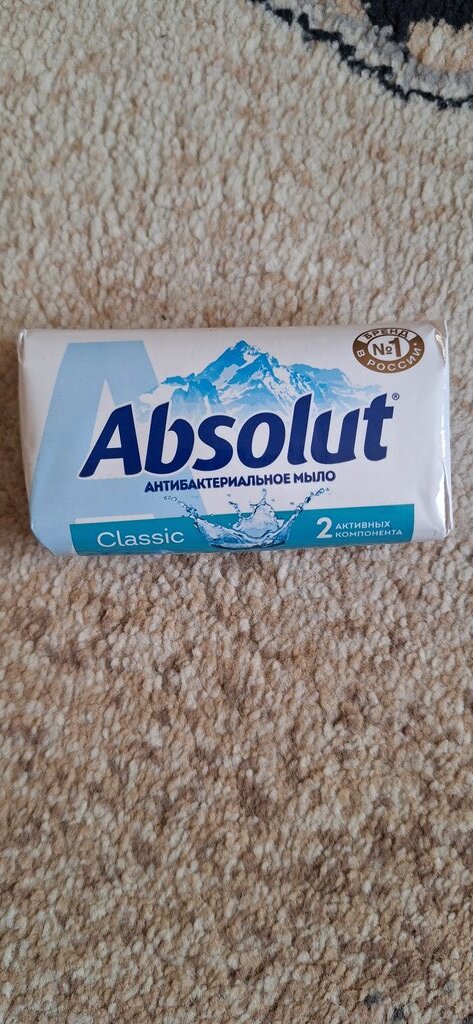 БРЕНД
№1
В РОССИИ
Absolut®
АНТИБАКТЕРИАЛЬНОЕ МЫЛО
Classic
2 АКТИВНЫХ
КОМПОНЕНТА